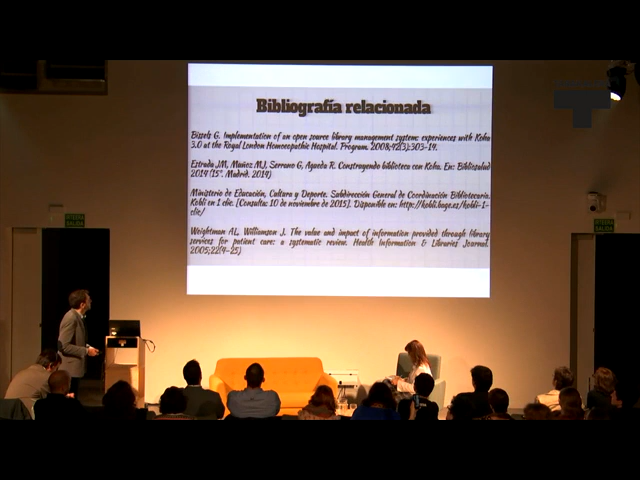 Bibliografía relacionada
Bissels G. Implementation of an open source library management system: experiences with Koha
3.0 at the Royal London Homoeopathic Hospital. Program. 2008;42(3):303-14.
Estrada JM, Muñoz MJ, Serrano G, Agueda R. Construyendo biblioteca con Koha. En: Bibliosalud
2014 (15º. Madrid. 2014)
Ministerio de Educación, Cultura y Deporte. Subdirección General de Coordinación Bibliotecaria.
Kobli en 1 clic. [Consulta: 10 de noviembre de 2015]. Disponible en: http://kobli.bage.es/kobli-1-
clic/
Weightman AL, Williamson J. The value and impact of information provided through library
services for patient care: a systematic review. Health Information & Libraries Journal.
2005;22(4-25)
SALIDA
SALIDA